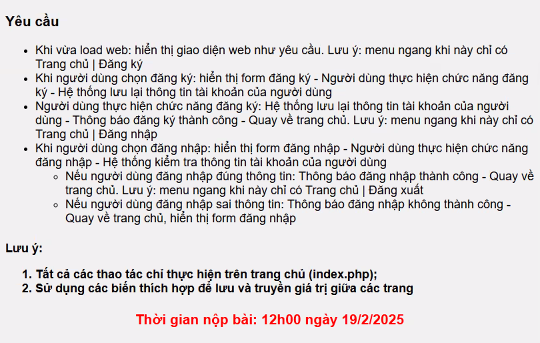 Yêu cầu
Khi vừa load web: hiển thị giao diện web như yêu cầu. Lưu ý: menu ngang khi này chỉ có
Trang chủ | Đăng ký
Khi người dùng chọn đăng ký: hiển thị form đăng ký - Người dùng thực hiện chức năng đăng
ký - Hệ thống lưu lại thông tin tài khoản của người dùng
Người dùng thực hiện chức năng đăng ký: Hệ thống lưu lại thông tin tài khoản của người
dùng - Thông báo đăng ký thành công - Quay về trang chủ. Lưu ý: menu ngang khi này chỉ có
Trang chủ | Đăng nhập
Khi người dùng chọn đăng nhập: hiển thị form đăng nhập - Người dùng thực hiện chức năng
đăng nhập - Hệ thống kiểm tra thông tin tài khoản của người dùng
Nếu người dùng đăng nhập đúng thông tin: Thông báo đăng nhập thành công - Quay về
trang chủ. Lưu ý: menu ngang khi này chỉ có Trang chủ | Đăng xuất
Nếu người dùng đăng nhập sai thông tin: Thông báo đăng nhập không thành công -
Quay về trang chủ, hiển thị form đăng nhập
Lưu ý:
1. Tất cả các thao tác chỉ thực hiện trên trang chủ (index.php);
2. Sử dụng các biến thích hợp để lưu và truyền giá trị giữa các trang
Thời gian nộp bài: 12h00 ngày 19/2/2025